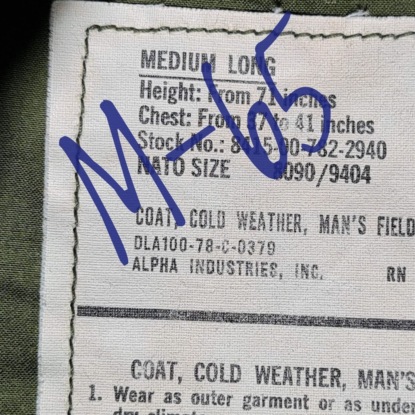 M-65
MEDIUM LONG
Height: From 71 inches
Chest: From 37 to 41 inches
Stock No.: 8415-00-782-2940
NATO SIZE 8090/9404
COAT, COLD WEATHER, MAN'S FIELD
DLA100-78-C-0379
ALPHA INDUSTRIES, INC. RN
COAT, COLD WEATHER, MAN'S
1. Wear as outer garment or as under